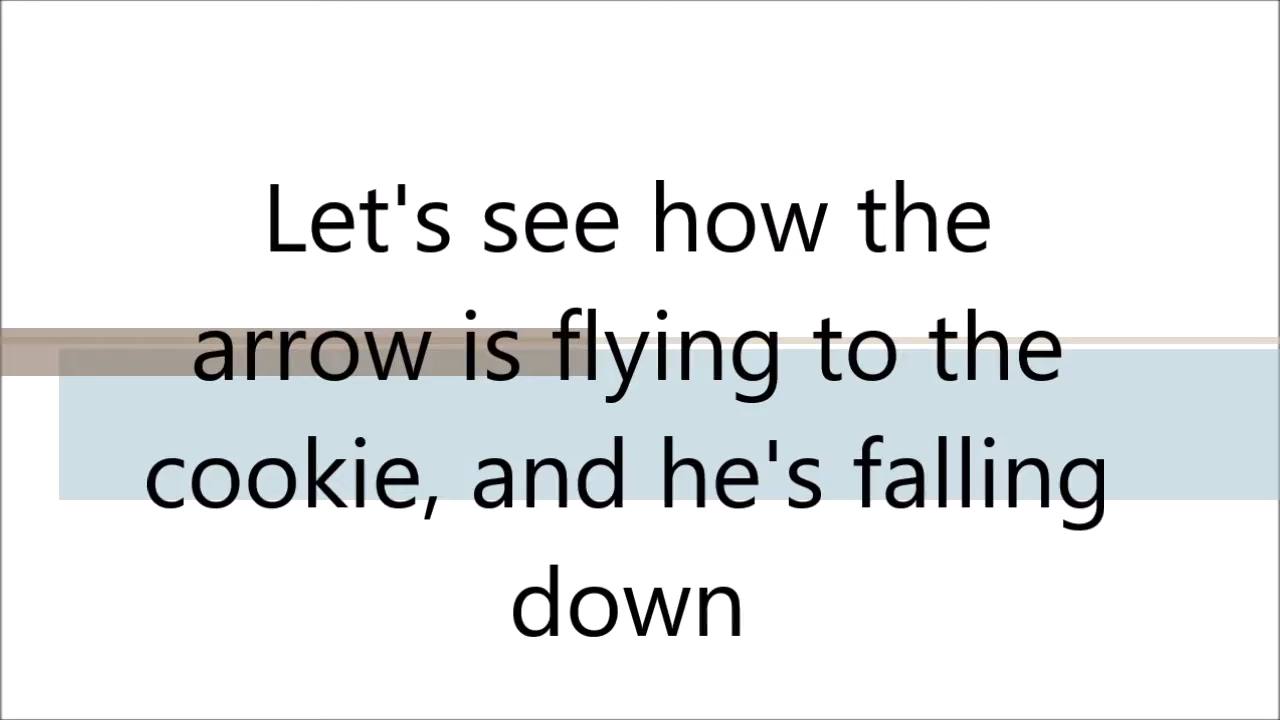 Let's see how the
arrow is flying to the
cookie, and he's falling
down